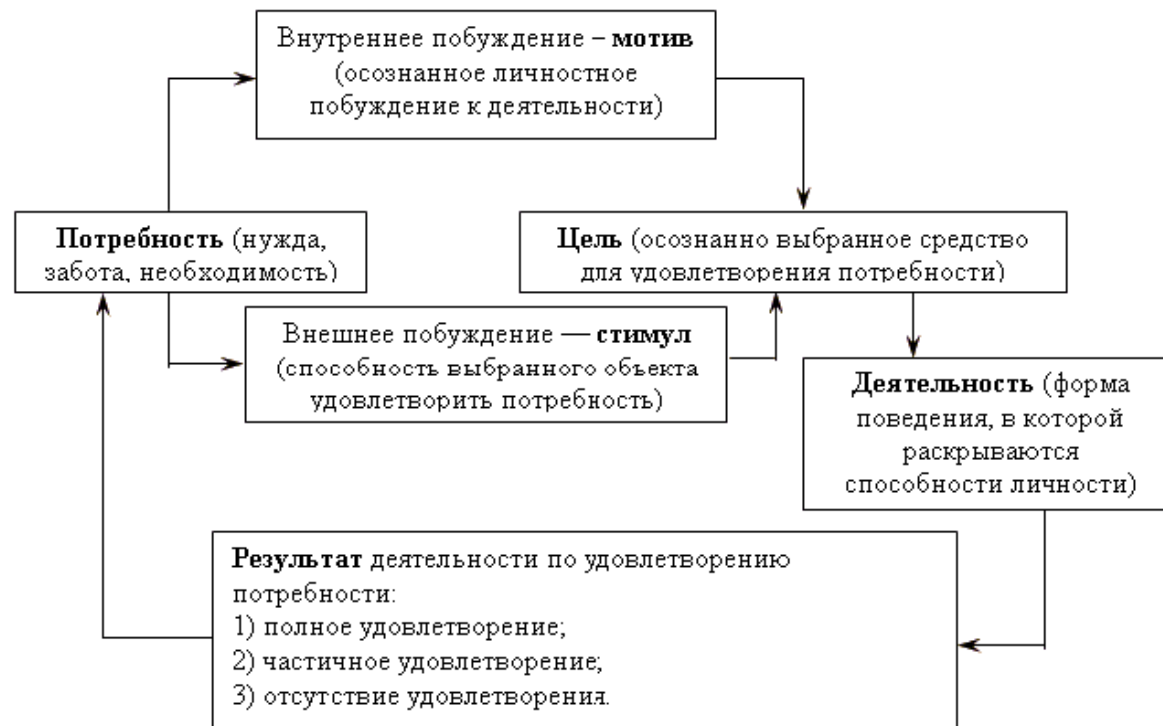 Внутреннее побуждение – мотив
(осознанное личностное
побуждение к деятельности)
Потребность (нужда,
забота, необходимость)
Цель (осознанно выбранное средство
для удовлетворения потребности)
Внешнее побуждение — стимул
(способность выбранного объекта
удовлетворить потребность)
Деятельность (форма
поведения, в которой
раскрываются
способности личности)
Результат деятельности по удовлетворению
потребности:
1) полное удовлетворение;
2) частичное удовлетворение;
3) отсутствие удовлетворения.